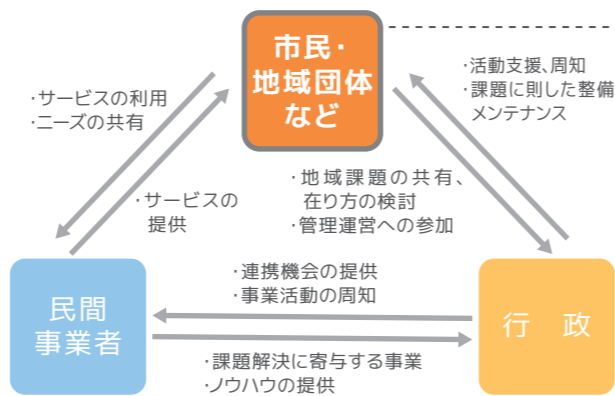 市民・
地域団体
など
・サービスの利用
・ニーズの共有
・活動支援、周知
・課題に則した整備
メンテナンス
・サービスの
提供
・地域課題の共有、
在り方の検討
・管理運営への参加
民間
事業者
・連携機会の提供
・事業活動の周知
行 政
・課題解決に寄与する事業
・ノウハウの提供